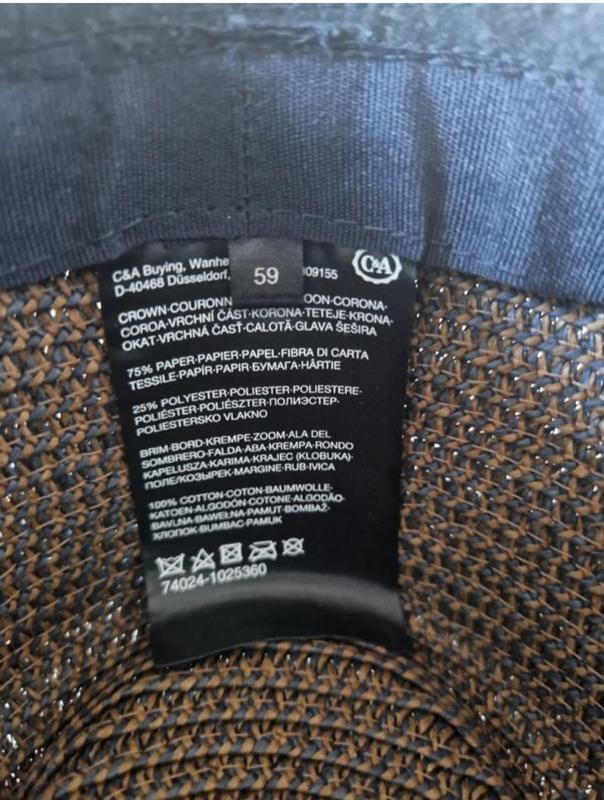 C&A Buying, Wanhe
D-40468 Düsseldorf,
59
09155
C&A
CROWN·COURONN OON·CORONA·
COROA·VRCHNÍ ČÁST·KORONA·TETEJE·KRONA·
OKAT·VRCHNÁ ČASŤ·CALOTĂ·GLAVA ŠEŠIRA
75% PAPER·PAPIER·PAPEL·FIBRA DI CARTA
TESSILE·PAPÍR·PAPIR·БУМАГА·HÂRTIE
25% POLYESTER·POLIESTER·POLIESTERE·
POLIÉSTER·POLIÉSZTER·ПОЛИЭСТЕР·
POLIESTERSKO VLAKNO
BRIM·BORD·KREMPE·ZOOM·ALA DEL
SOMBRERO·FALDA·ABA·KREMPA·RONDO
KAPELUSZA·KARIMA·KRAJEC (KLOBUKA)·
ПОЛЕ/КОЗЫРЕК·MARGINE·RUB·IVICA
100% COTTON·COTON·BAUMWOLLE·
KATOEN·ALGODÓN·COTONE·ALGODÃO·
BAVLNA·BAWEŁNA·PAMUT·BOMBAŽ·
ХЛОПОК·BUMBAC·PAMUK
74024-1025360